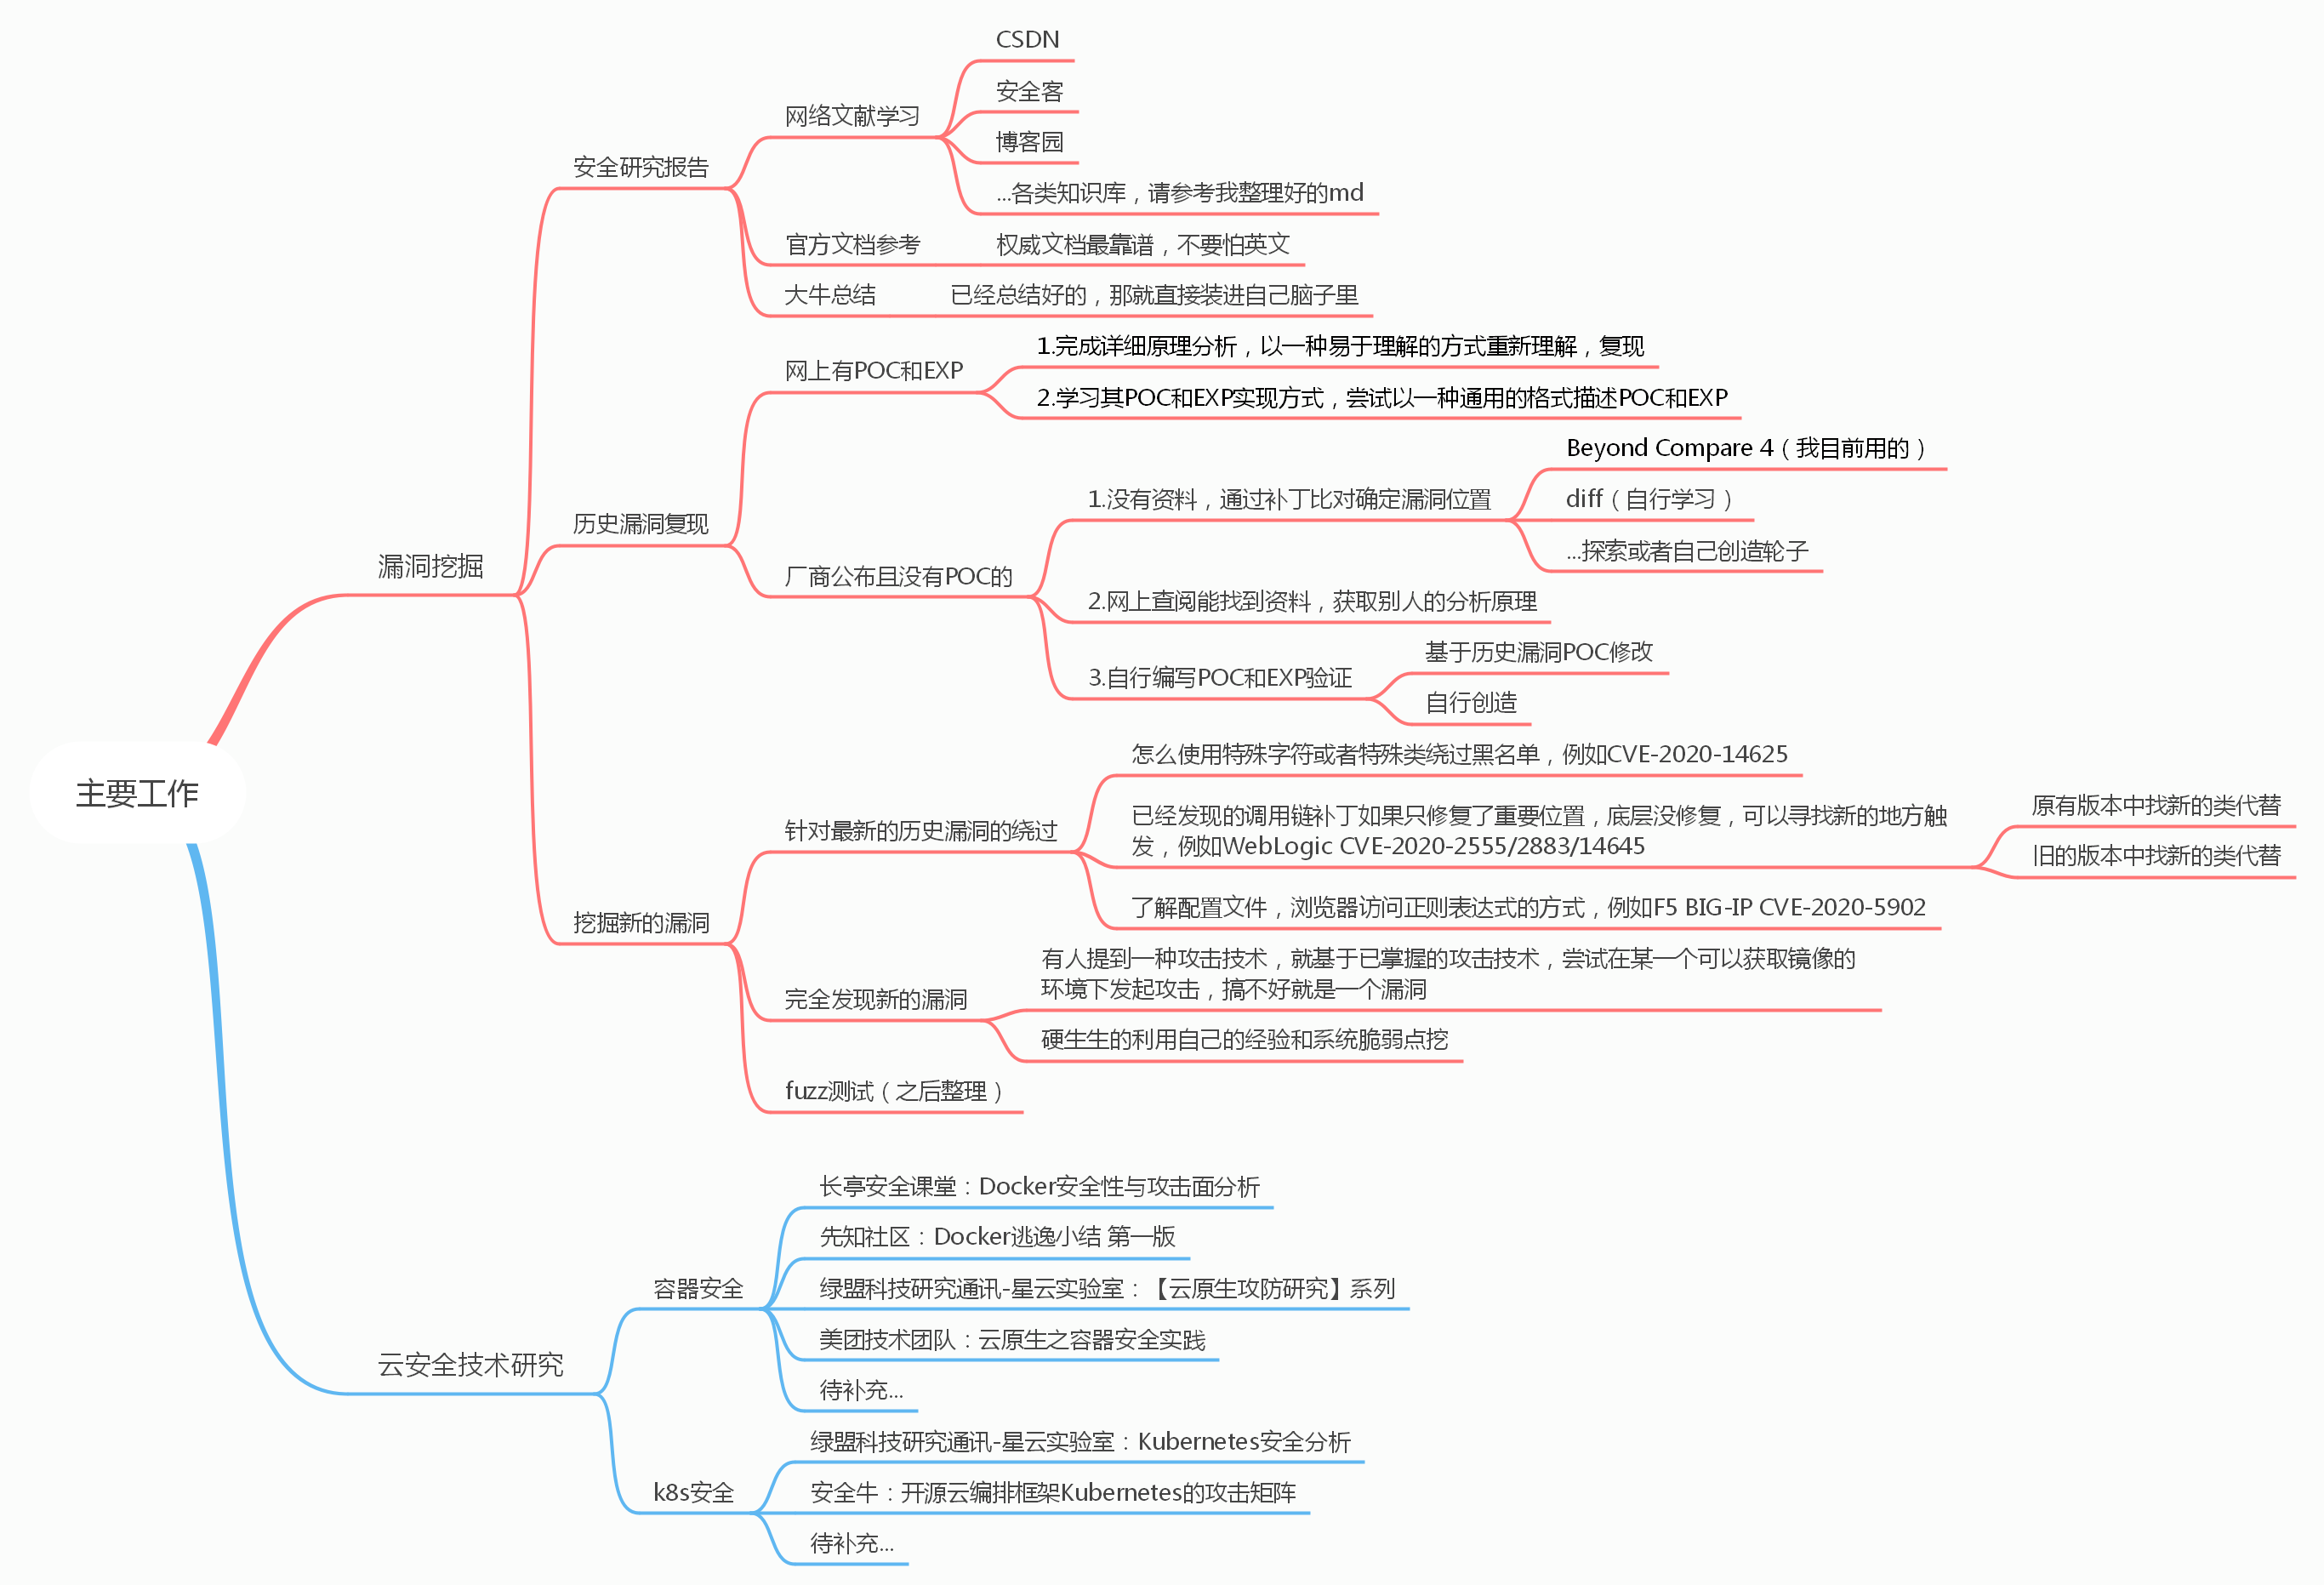 主要工作
漏洞挖掘
安全研究报告
网络文献学习
CSDN
安全客
博客园
...各类知识库，请参考我整理好的md
官方文档参考
权威文档最靠谱，不要怕英文
大牛总结
已经总结好的，那就直接装进自己脑子里
历史漏洞复现
网上有POC和EXP
1.完成详细原理分析，以一种易于理解的方式重新理解，复现
2.学习其POC和EXP实现方式，尝试以一种通用的格式描述POC和EXP
厂商公布且没有POC的
1.没有资料，通过补丁比对确定漏洞位置
Beyond Compare 4（我目前用的）
diff（自行学习）
...探索或者自己创造轮子
2.网上查阅能找到资料，获取别人的分析原理
3.自行编写POC和EXP验证
基于历史漏洞POC修改
自行创造
挖掘新的漏洞
针对最新的历史漏洞的绕过
怎么使用特殊字符或者特殊类绕过黑名单，例如CVE-2020-14625
已经发现的调用链补丁如果只修复了重要位置，底层没修复，可以寻找新的地方触
发，例如WebLogic CVE-2020-2555/2883/14645
原有版本中找新的类代替
旧的版本中找新的类代替
了解配置文件，浏览器访问正则表达式的方式，例如F5 BIG-IP CVE-2020-5902
完全发现新的漏洞
有人提到一种攻击技术，就基于已掌握的攻击技术，尝试在某一个可以获取镜像的
环境下发起攻击，搞不好就是一个漏洞
硬生生的利用自己的经验和系统脆弱点挖
fuzz测试（之后整理）
云安全技术研究
容器安全
长亭安全课堂：Docker安全性与攻击面分析
先知社区：Docker逃逸小结 第一版
绿盟科技研究通讯-星云实验室：【云原生攻防研究】系列
美团技术团队：云原生之容器安全实践
待补充...
k8s安全
绿盟科技研究通讯-星云实验室：Kubernetes安全分析
安全牛：开源云编排框架Kubernetes的攻击矩阵
待补充...